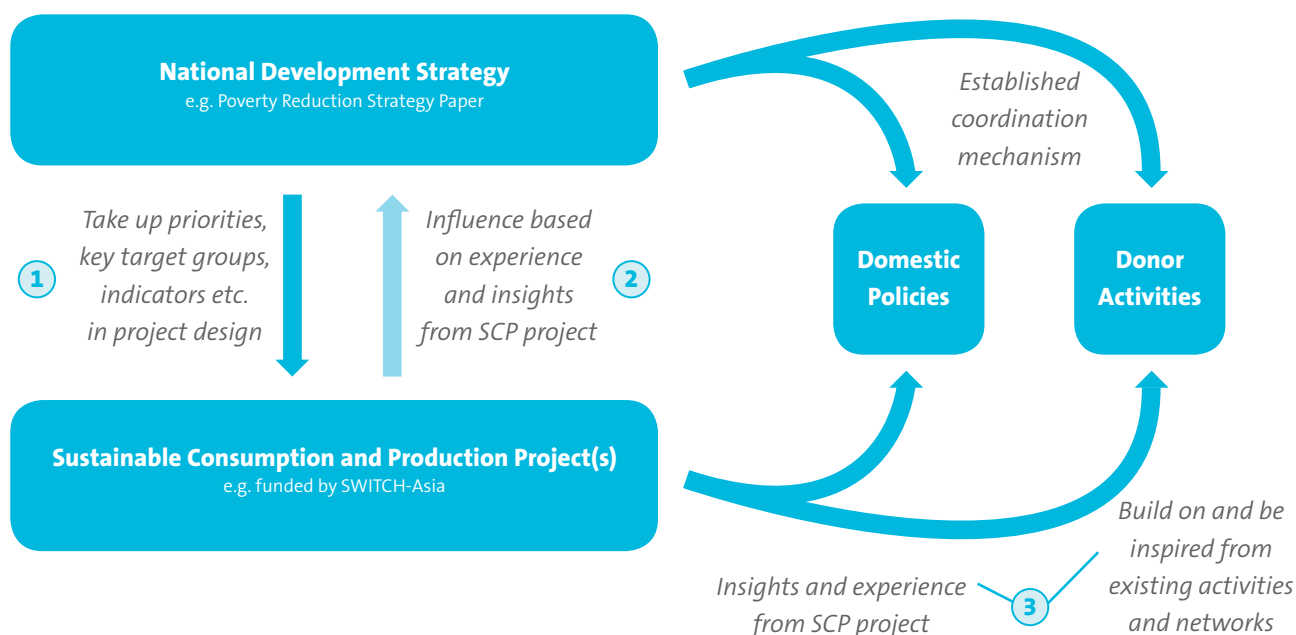 National Development Strategy
e.g. Poverty Reduction Strategy Paper
Established
coordination
mechanism
1
Take up priorities,
key target groups,
indicators etc.
in project design
Influence based
on experience
and insights
from SCP project
2
Domestic
Policies
Donor
Activities
Sustainable Consumption and Production Project(s)
e.g. funded by SWITCH-Asia
Insights and experience
from SCP project
3
Build on and be
inspired from
existing activities
and networks